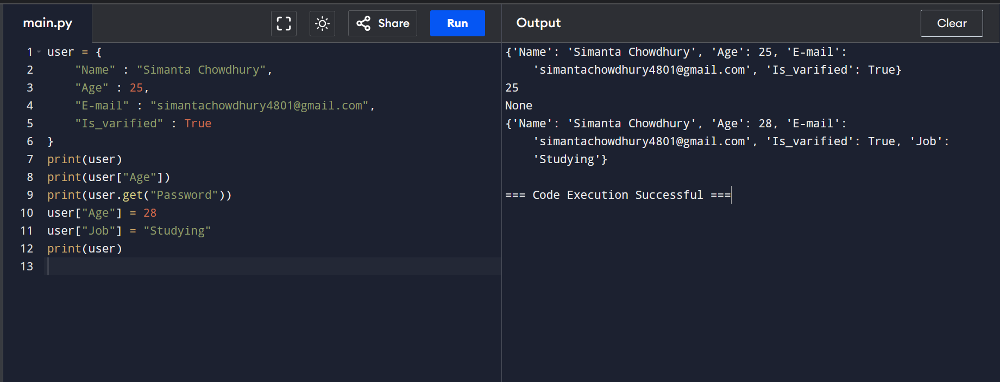 main.py
Share
Run
Output
Clear
1 user = {
2     "Name" : "Simanta Chowdhury",
3     "Age" : 25,
4     "E-mail" : "simantachowdhury4801@gmail.com",
5     "Is_varified" : True
6 }
7 print(user)
8 print(user["Age"])
9 print(user.get("Password"))
10 user["Age"] = 28
11 user["Job"] = "Studying"
12 print(user)
13
{'Name': 'Simanta Chowdhury', 'Age': 25, 'E-mail':
    'simantachowdhury4801@gmail.com', 'Is_varified': True}
25
None
{'Name': 'Simanta Chowdhury', 'Age': 28, 'E-mail':
    'simantachowdhury4801@gmail.com', 'Is_varified': True, 'Job':
    'Studying'}
=== Code Execution Successful ===